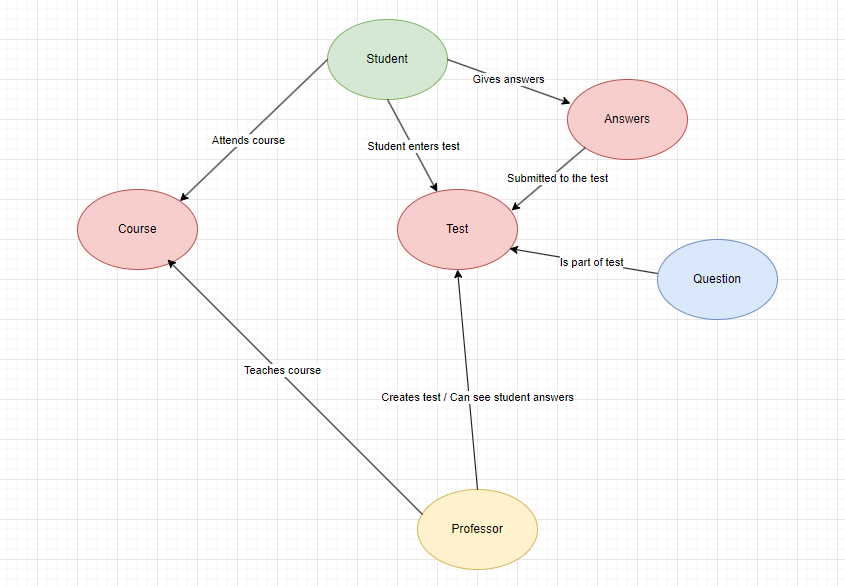 Student
Gives answers
Answers
Attends course
Student enters test
Submitted to the test
Course
Test
Is part of test
Question
Teaches course
Creates test / Can see student answers
Professor